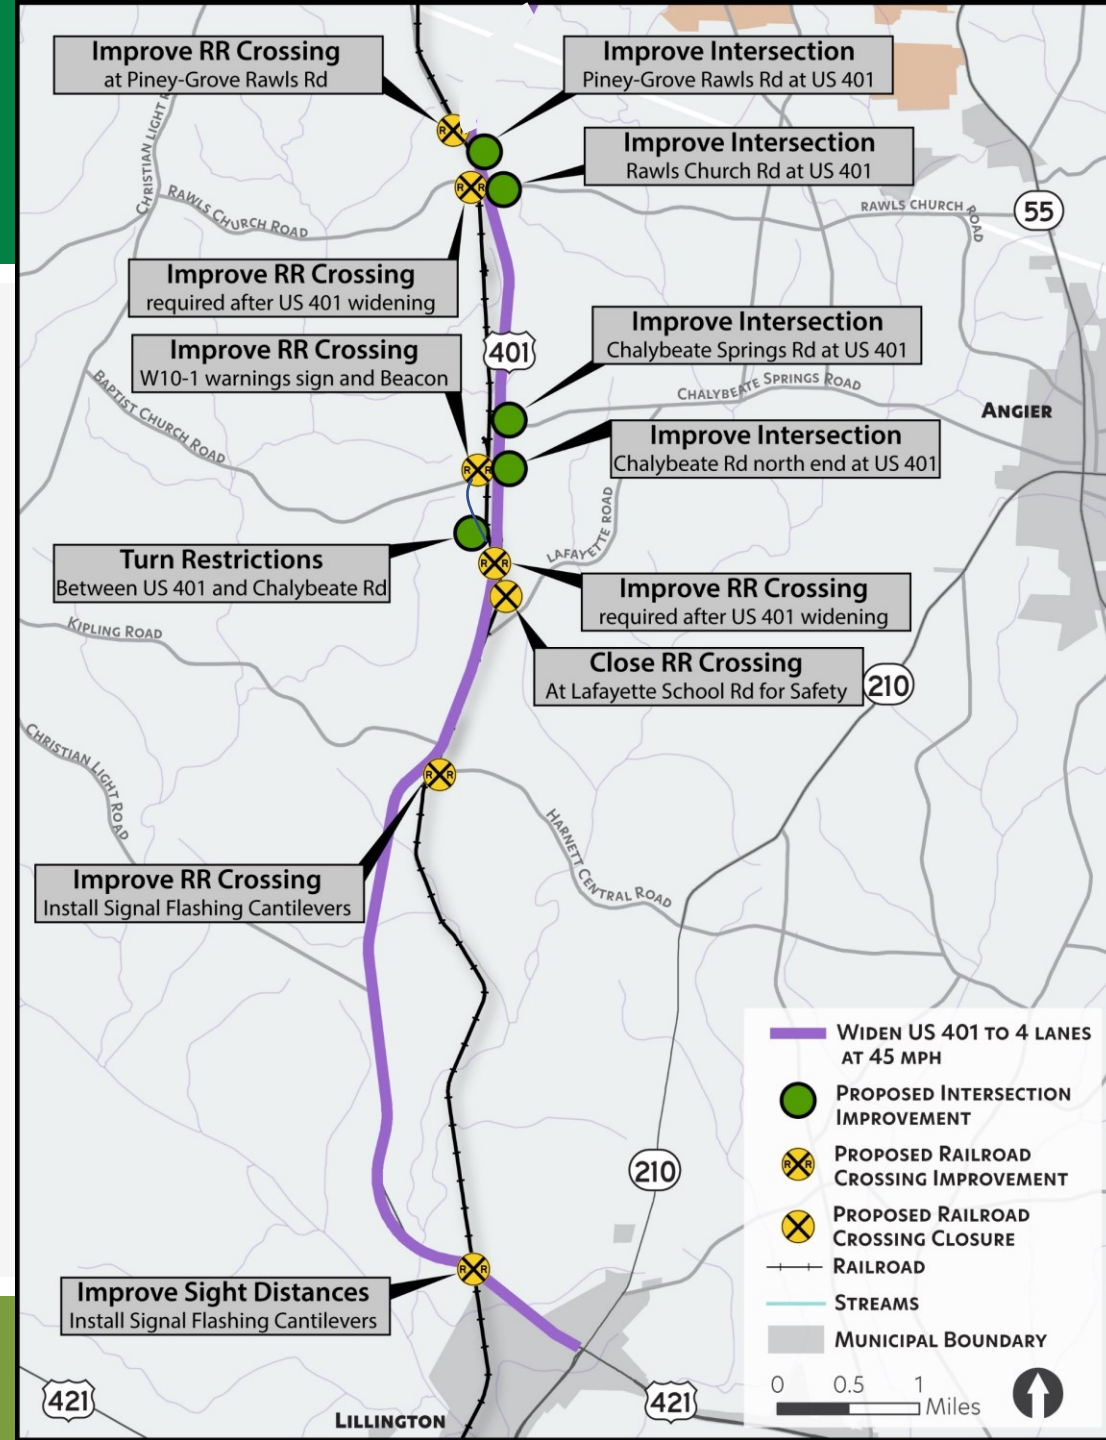 Improve RR Crossing
at Piney-Grove Rawls Rd
Improve Intersection
Piney-Grove Rawls Rd at US 401
Improve Intersection
Rawls Church Rd at US 401
CHRISTIAN LIGHT R
RAWLS CHURCH ROAD
RAWLS CHURCH ROAD
55
Improve RR Crossing
required after US 401 widening
Improve RR Crossing
W10-1 warnings sign and Beacon
401
Improve Intersection
Chalybeate Springs Rd at US 401
BAPTIST CHURCH ROAD
CHALYBEATE SPRINGS ROAD
ANGIER
Improve Intersection
Chalybeate Rd north end at US 401
LAFAYETTE ROAD
Turn Restrictions
Between US 401 and Chalybeate Rd
Improve RR Crossing
required after US 401 widening
KIPLING ROAD
Close RR Crossing
At Lafayette School Rd for Safety
210
CHRISTIAN LIGHT ROAD
HARNETT CENTRAL ROAD
Improve RR Crossing
Install Signal Flashing Cantilevers
210
Improve Sight Distances
Install Signal Flashing Cantilevers
421
LILLINGTON
421
WIDEN US 401 TO 4 LANES
AT 45 MPH
PROPOSED INTERSECTION
IMPROVEMENT
PROPOSED RAILROAD
CROSSING IMPROVEMENT
PROPOSED RAILROAD
CROSSING CLOSURE
RAILROAD
STREAMS
MUNICIPAL BOUNDARY
0 0.5 1
Miles
R R
R R
R R
R R
R R
R R
R R
R R